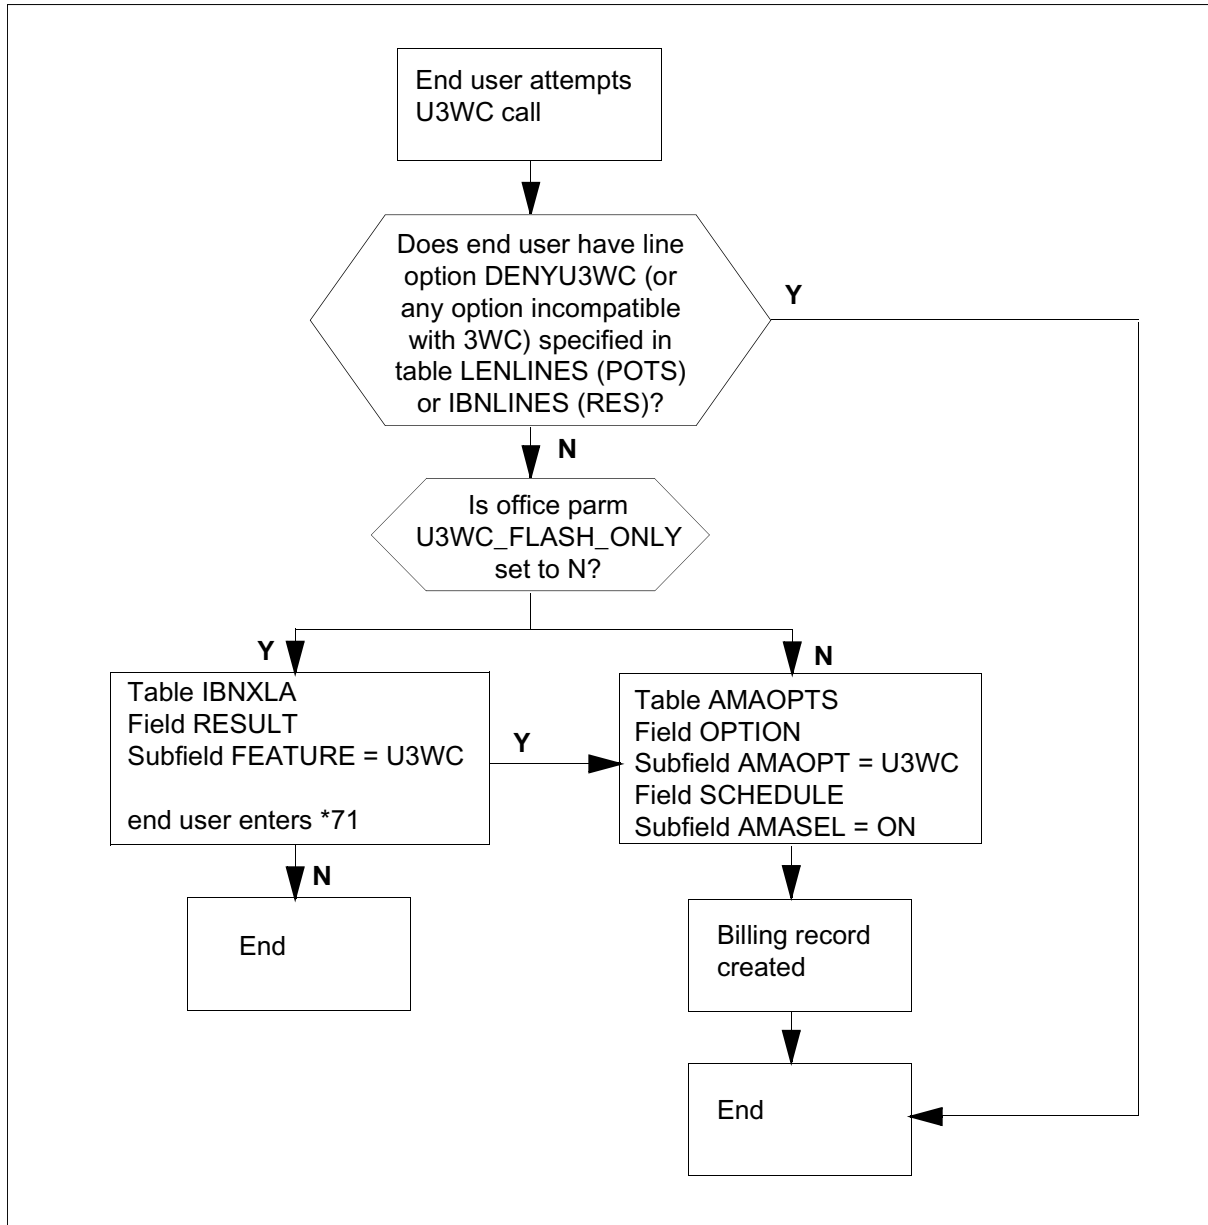 End user attempts
U3WC call
Does end user have line
option DENYU3WC (or
any option incompatible
with 3WC) specified in
table LENLINES (POTS)
or IBNLINES (RES)?
Y
N
Is office parm
U3WC_FLASH_ONLY
set to N?
Y
N
Table IBNXLA
Field RESULT
Subfield FEATURE = U3WC
end user enters *71
Y
Table AMAOPTS
Field OPTION
Subfield AMAOPT = U3WC
Field SCHEDULE
Subfield AMASEL = ON
N
End
Billing record
created
End